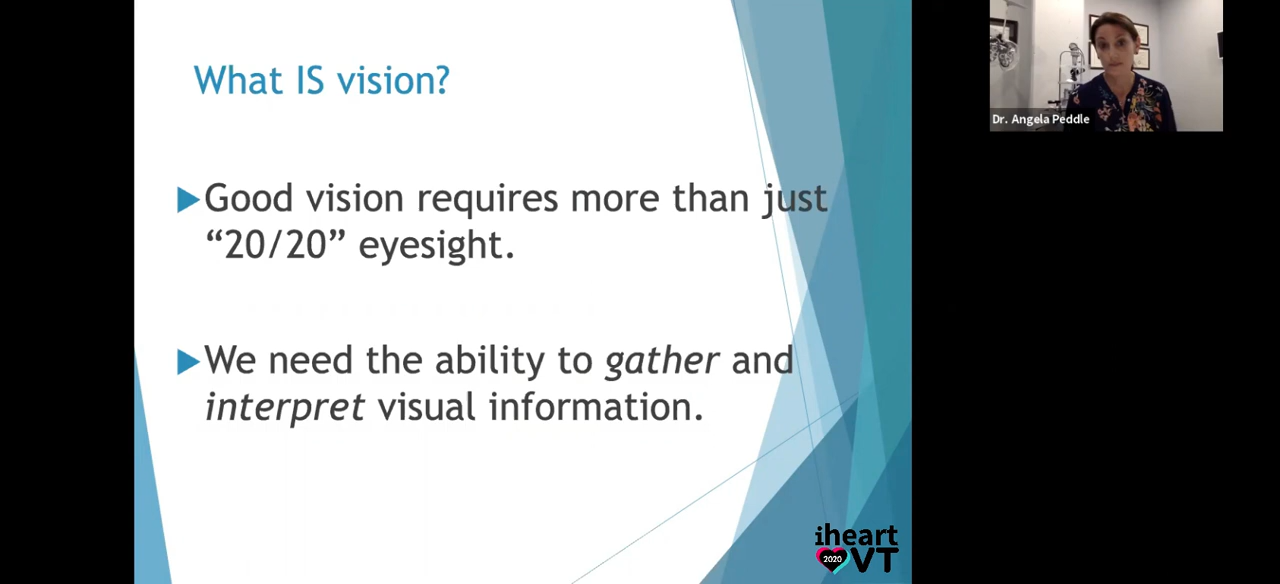 What IS vision?
Good vision requires more than just
“20/20” eyesight.
We need the ability to gather and
interpret visual information.
iheart
2020 VT
Dr. Angela Peddle